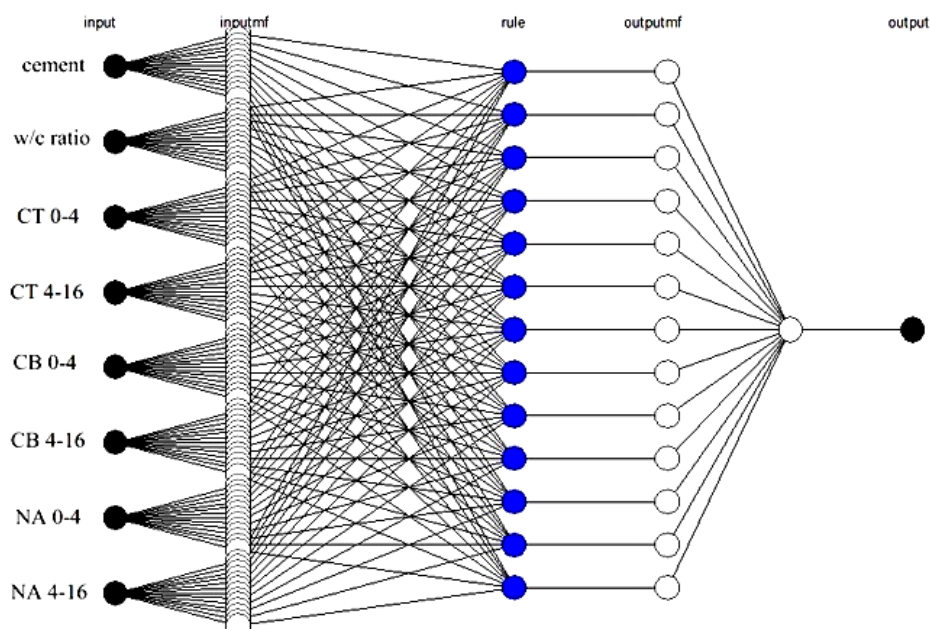 input inputmf rule outputmf output
cement
w/c ratio
CT 0-4
CT 4-16
CB 0-4
CB 4-16
NA 0-4
NA 4-16